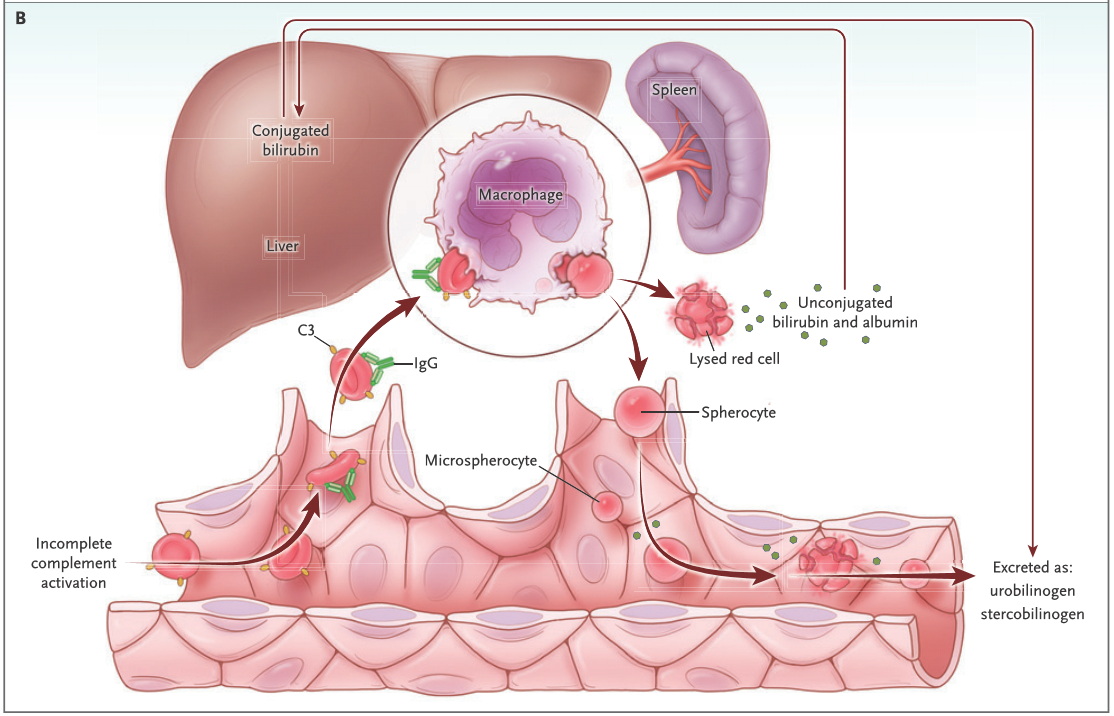 B
Spleen
Conjugated
bilirubin
Macrophage
Liver
Unconjugated
bilirubin and albumin
C3
IgG
Lysed red cell
Spherocyte
Microspherocyte
Incomplete
complement
activation
Excreted as:
urobilinogen
stercobilinogen